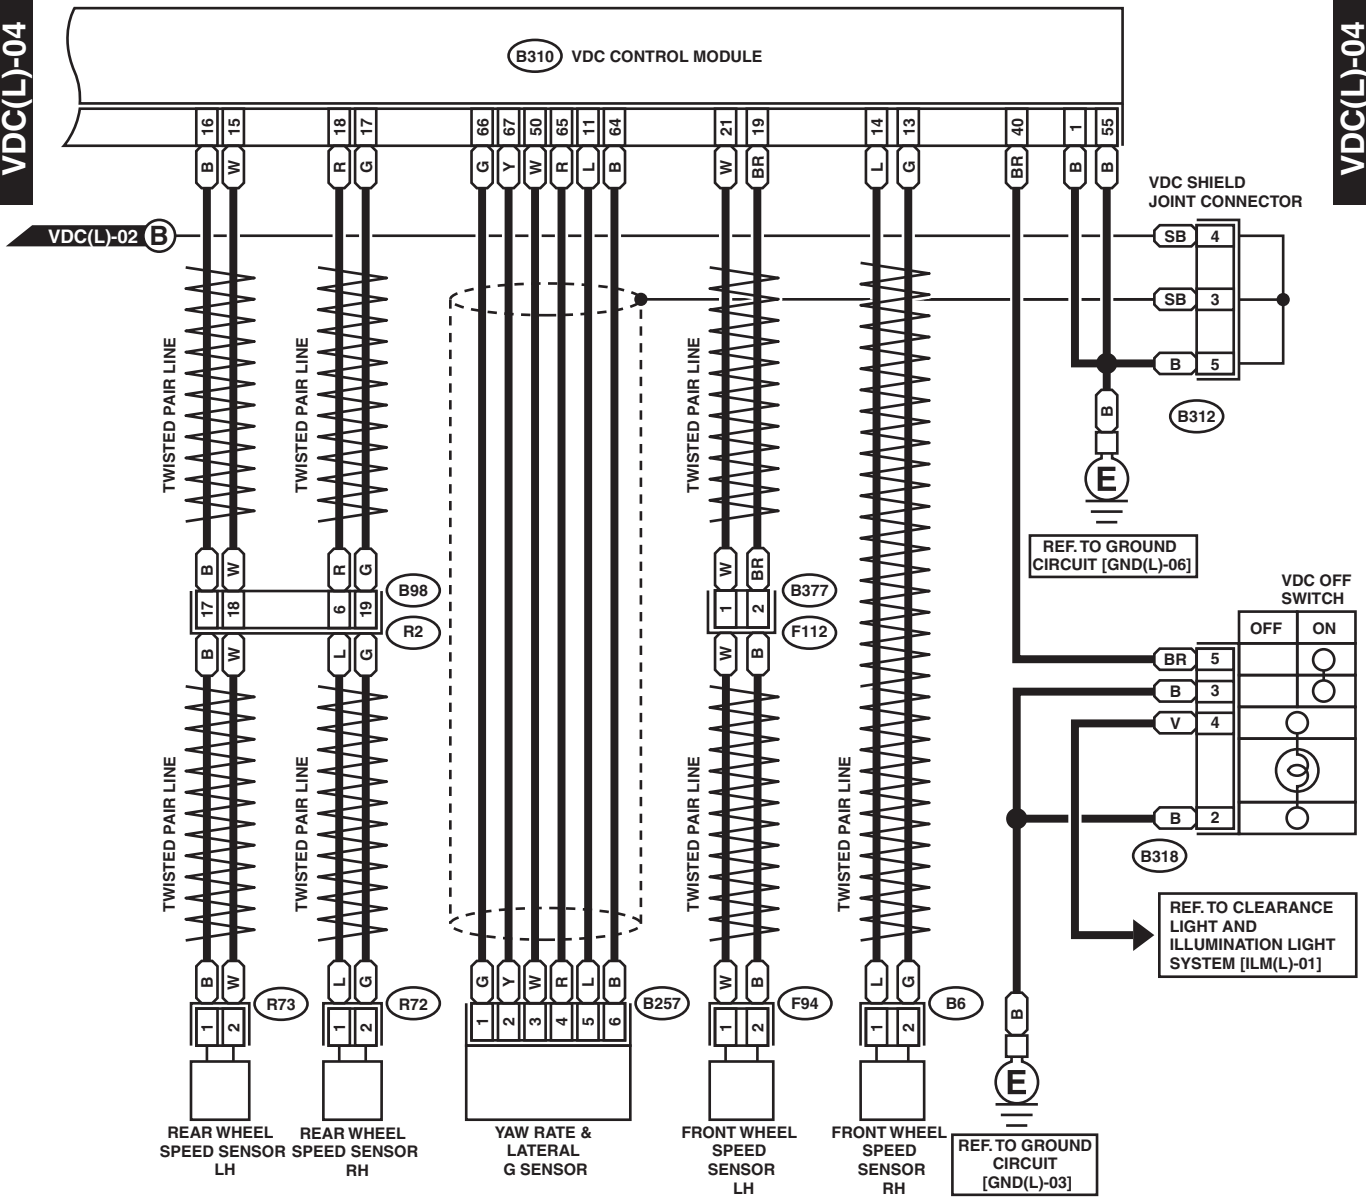 VDC(L)-04
VDC(L)-04
B310 VDC CONTROL MODULE
16 15 18 17 66 67 50 65 11 64 21 19 14 13 40 1 55
B W R G G Y W R L B W BR L G BR B B
VDC SHIELD
JOINT CONNECTOR
VDC(L)-02 B
SB 4
SB 3
B 5
B312
B
E
REF. TO GROUND
CIRCUIT [GND(L)-06]
TWISTED PAIR LINE
TWISTED PAIR LINE
TWISTED PAIR LINE
B W R G W BR
17 18 6 19 B98 1 2 B377
R2 F112
B W L G W B
VDC OFF
SWITCH
OFF ON
BR 5
B 3
V 4
B 2
B318
TWISTED PAIR LINE
TWISTED PAIR LINE
TWISTED PAIR LINE
TWISTED PAIR LINE
REF. TO CLEARANCE
LIGHT AND
ILLUMINATION LIGHT
SYSTEM [ILM(L)-01]
B W L G G Y W R L B W B L G
R73 R72 B257 F94 B6
1 2 1 2 1 2 3 4 5 6 1 2 1 2
B
E
REF. TO GROUND
CIRCUIT
[GND(L)-03]
REAR WHEEL
SPEED SENSOR
LH
REAR WHEEL
SPEED SENSOR
RH
YAW RATE &
LATERAL
G SENSOR
FRONT WHEEL
SPEED
SENSOR
LH
FRONT WHEEL
SPEED
SENSOR
RH